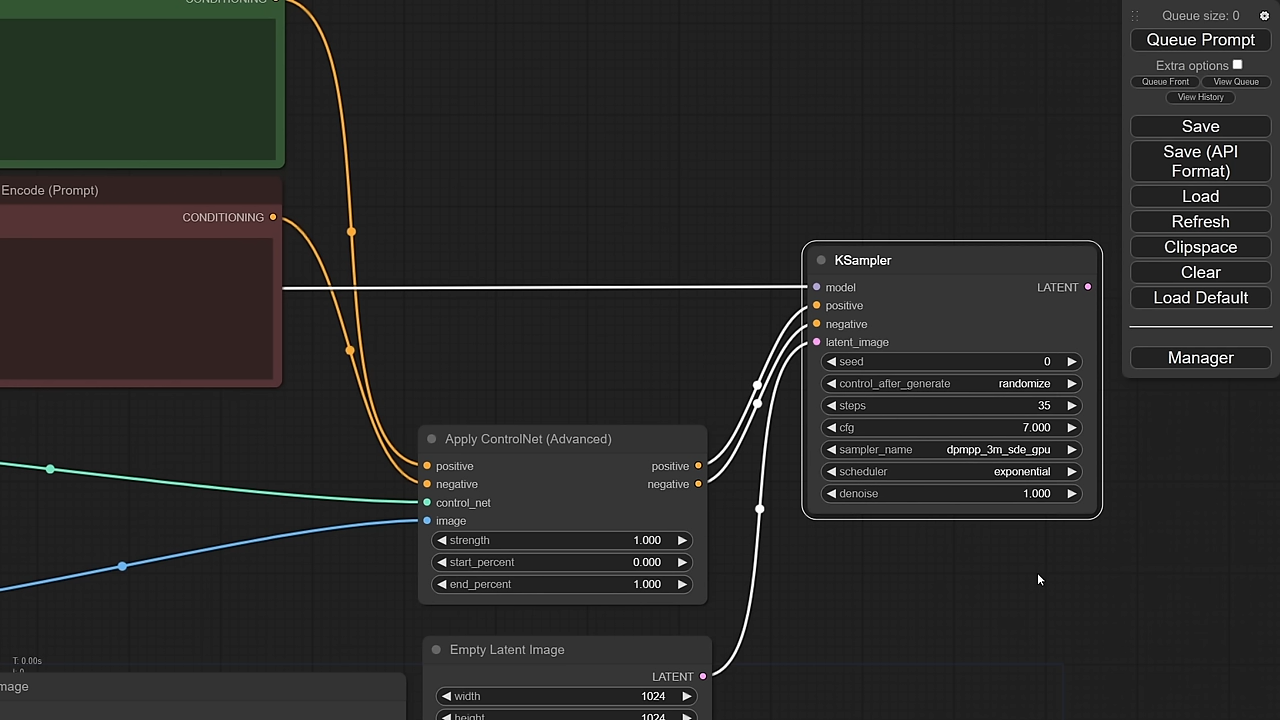 CONDITIONING
Encode (Prompt)
CONDITIONING
Apply ControlNet (Advanced)
positive
positive
negative
negative
control_net
image
strength 1.000
start_percent 0.000
end_percent 1.000
Empty Latent Image
LATENT
width 1024
height 1024
T: 0.00s
I: 0
mage
KSampler
model
LATENT
positive
negative
latent_image
seed 0
control_after_generate randomize
steps 35
cfg 7.000
sampler_name dpmpp_3m_sde_gpu
scheduler exponential
denoise 1.000
Queue size: 0
Queue Prompt
Extra options
Queue Front View Queue
View History
Save
Save (API
Format)
Load
Refresh
Clipspace
Clear
Load Default
Manager